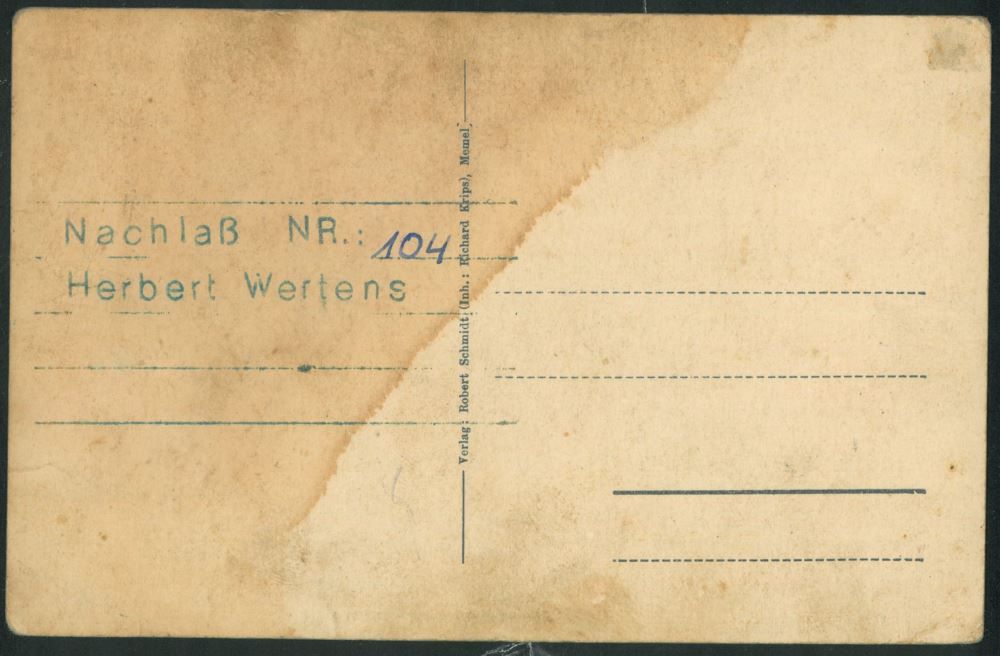 Nachlaß NR.: 104
Herbert Wertens
Verlag: Robert Schmidt (Inh.: Richard Krips), Memel